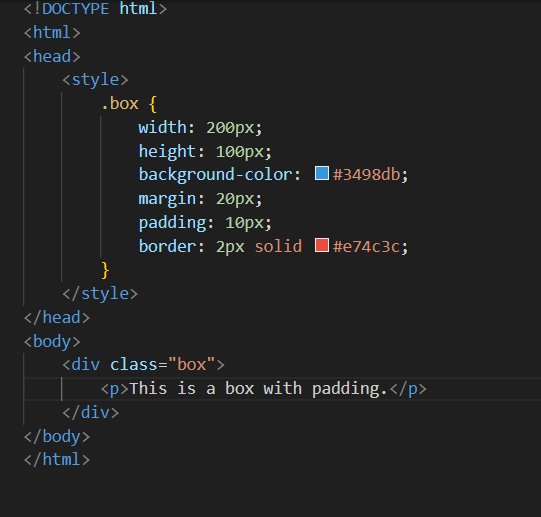 <!DOCTYPE html>
<html>
<head>
    <style>
        .box {
            width: 200px;
            height: 100px;
            background-color: #3498db;
            margin: 20px;
            padding: 10px;
            border: 2px solid #e74c3c;
        }
    </style>
</head>
<body>
    <div class="box">
        <p>This is a box with padding.</p>
    </div>
</body>
</html>